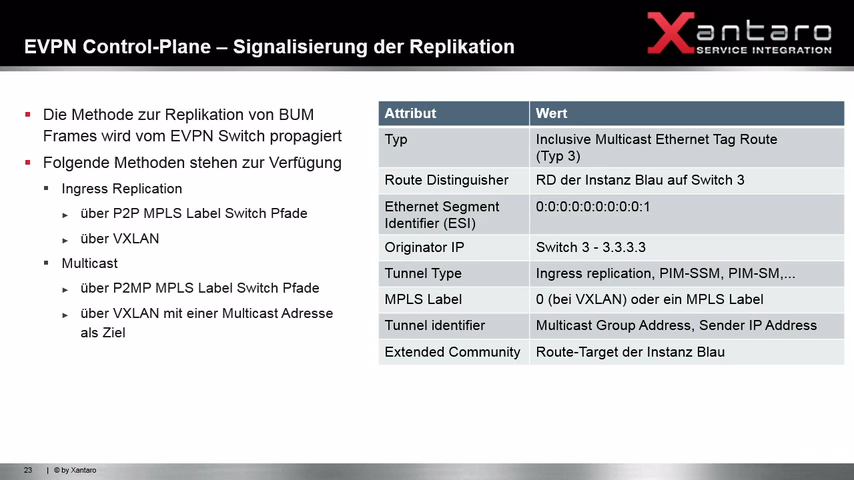 EVPN Control-Plane – Signalisierung der Replikation
Xantaro
SERVICE INTEGRATION
Die Methode zur Replikation von BUM
Frames wird vom EVPN Switch propagiert
Folgende Methoden stehen zur Verfügung
Ingress Replication
über P2P MPLS Label Switch Pfade
über VXLAN
Multicast
über P2MP MPLS Label Switch Pfade
über VXLAN mit einer Multicast Adresse
als Ziel
Attribut Wert
Typ Inclusive Multicast Ethernet Tag Route
(Typ 3)
Route Distinguisher RD der Instanz Blau auf Switch 3
Ethernet Segment 0:0:0:0:0:0:0:0:0:1
Identifier (ESI)
Originator IP Switch 3 - 3.3.3.3
Tunnel Type Ingress replication, PIM-SSM, PIM-SM,...
MPLS Label 0 (bei VXLAN) oder ein MPLS Label
Tunnel identifier Multicast Group Address, Sender IP Address
Extended Community Route-Target der Instanz Blau
23 | © by Xantaro